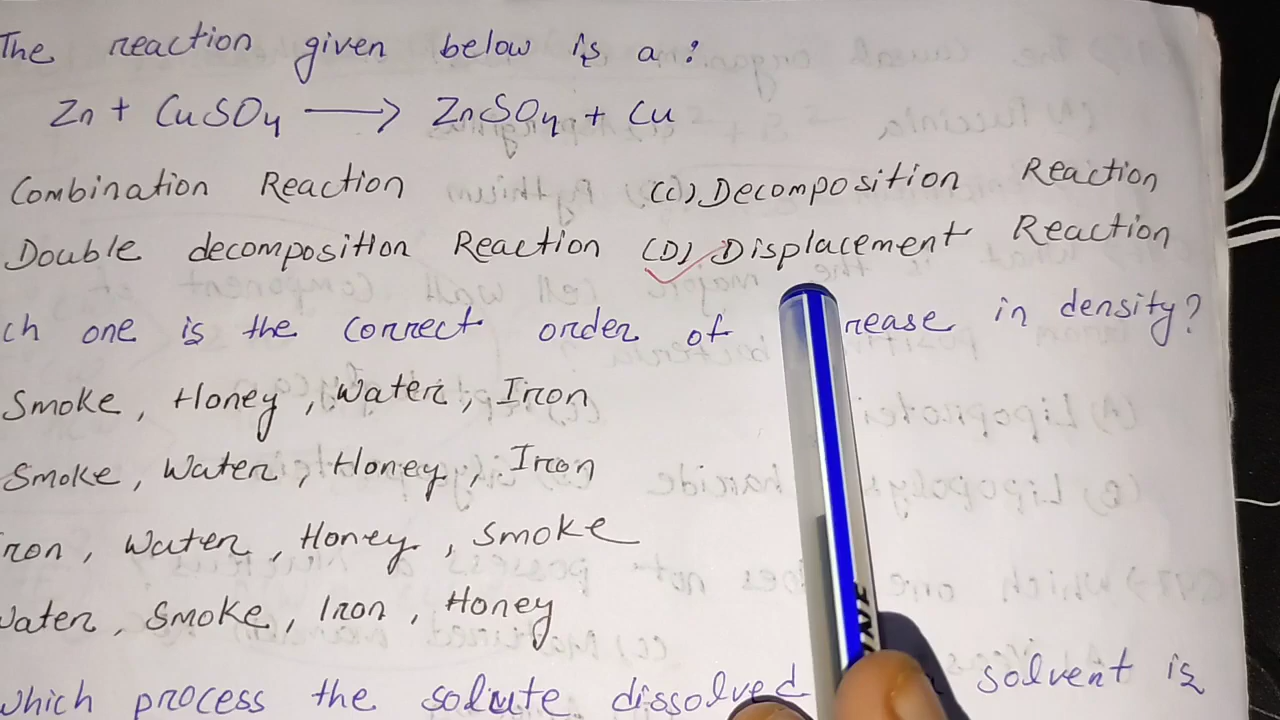 The reaction given below is a:
Zn + CuSO4 ⟶ ZnSO4 + Cu
Combination Reaction (C) Decomposition Reaction
Double decomposition Reaction (D) Displacement Reaction
ch one is the correct order of rease in density?
Smoke, Honey, Water, Iron
Smoke, Water, Honey, Iron
ron, Water, Honey, Smoke
Water, Smoke, Iron, Honey
which process the solute dissolved solvent is